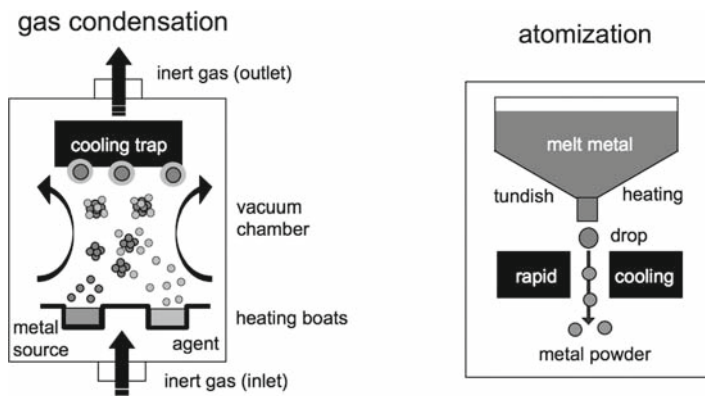 gas condensation
inert gas (outlet)
cooling trap
vacuum
chamber
heating boats
metal
source
agent
inert gas (inlet)
atomization
melt metal
tundish
heating
drop
rapid
cooling
metal powder